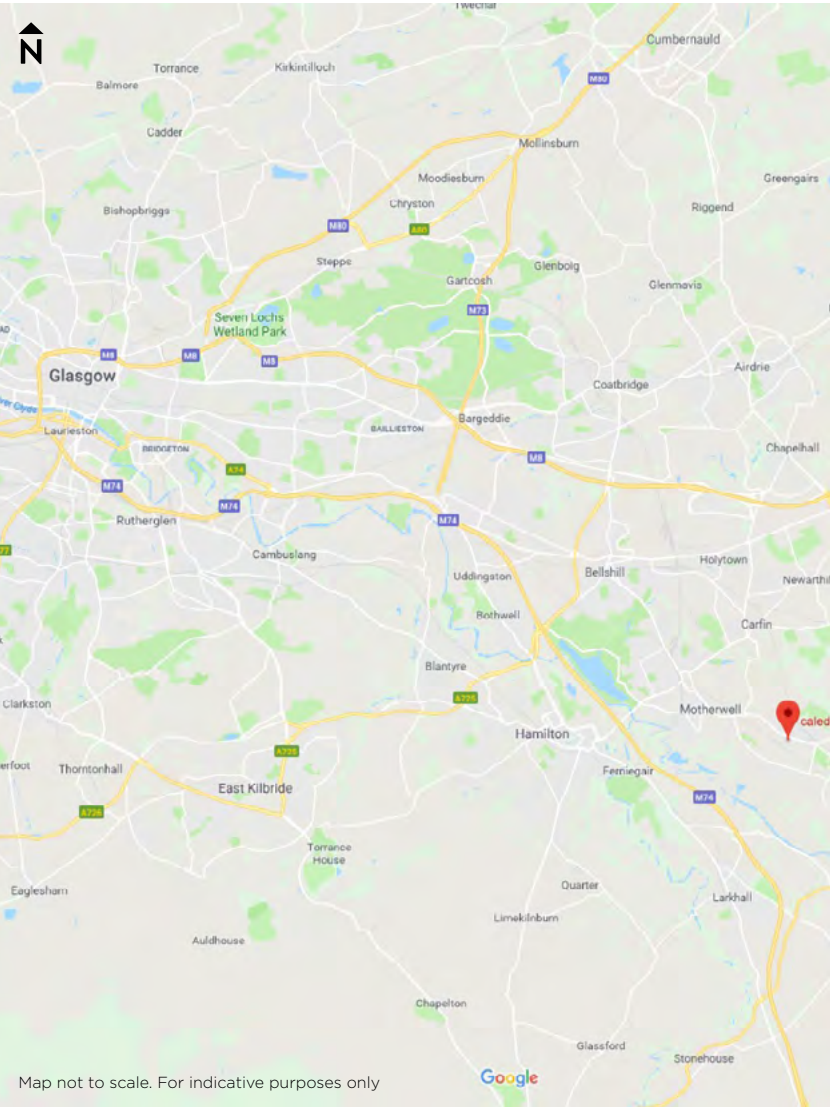 Twechar
N
Cumbernauld
Torrance
Kirkintilloch
M80
Balmore
Cadder
Mollinsburn
Moodiesburn
Greengairs
Chryston
Bishopbriggs
Riggend
M80
A80
Steppe
Glenboig
Gartcosh
Glenmavia
M73
Seven Lochs
Wetland Park
M8
M8
M8
Airdrie
Glasgow
Coatbridge
Bargeddie
Laurieston
BAILLIESTON
BRIDGETON
Chapelhall
M8
A74
M74
M74
Rutherglen
M74
77
Cambuslang
Holytown
Uddingston
Bellshill
Newarthi
Bothwell
Carfin
Blantyre
A725
Clarkston
Motherwell
caled
Hamilton
A725
erfoot
Thorntonhall
Ferniegair
East Kilbride
M74
A726
Torrance
House
Eaglesham
Quarter
Larkhall
Limekilnburn
Auldhouse
Chapelton
Glassford
Stonehouse
Google
Map not to scale. For indicative purposes only